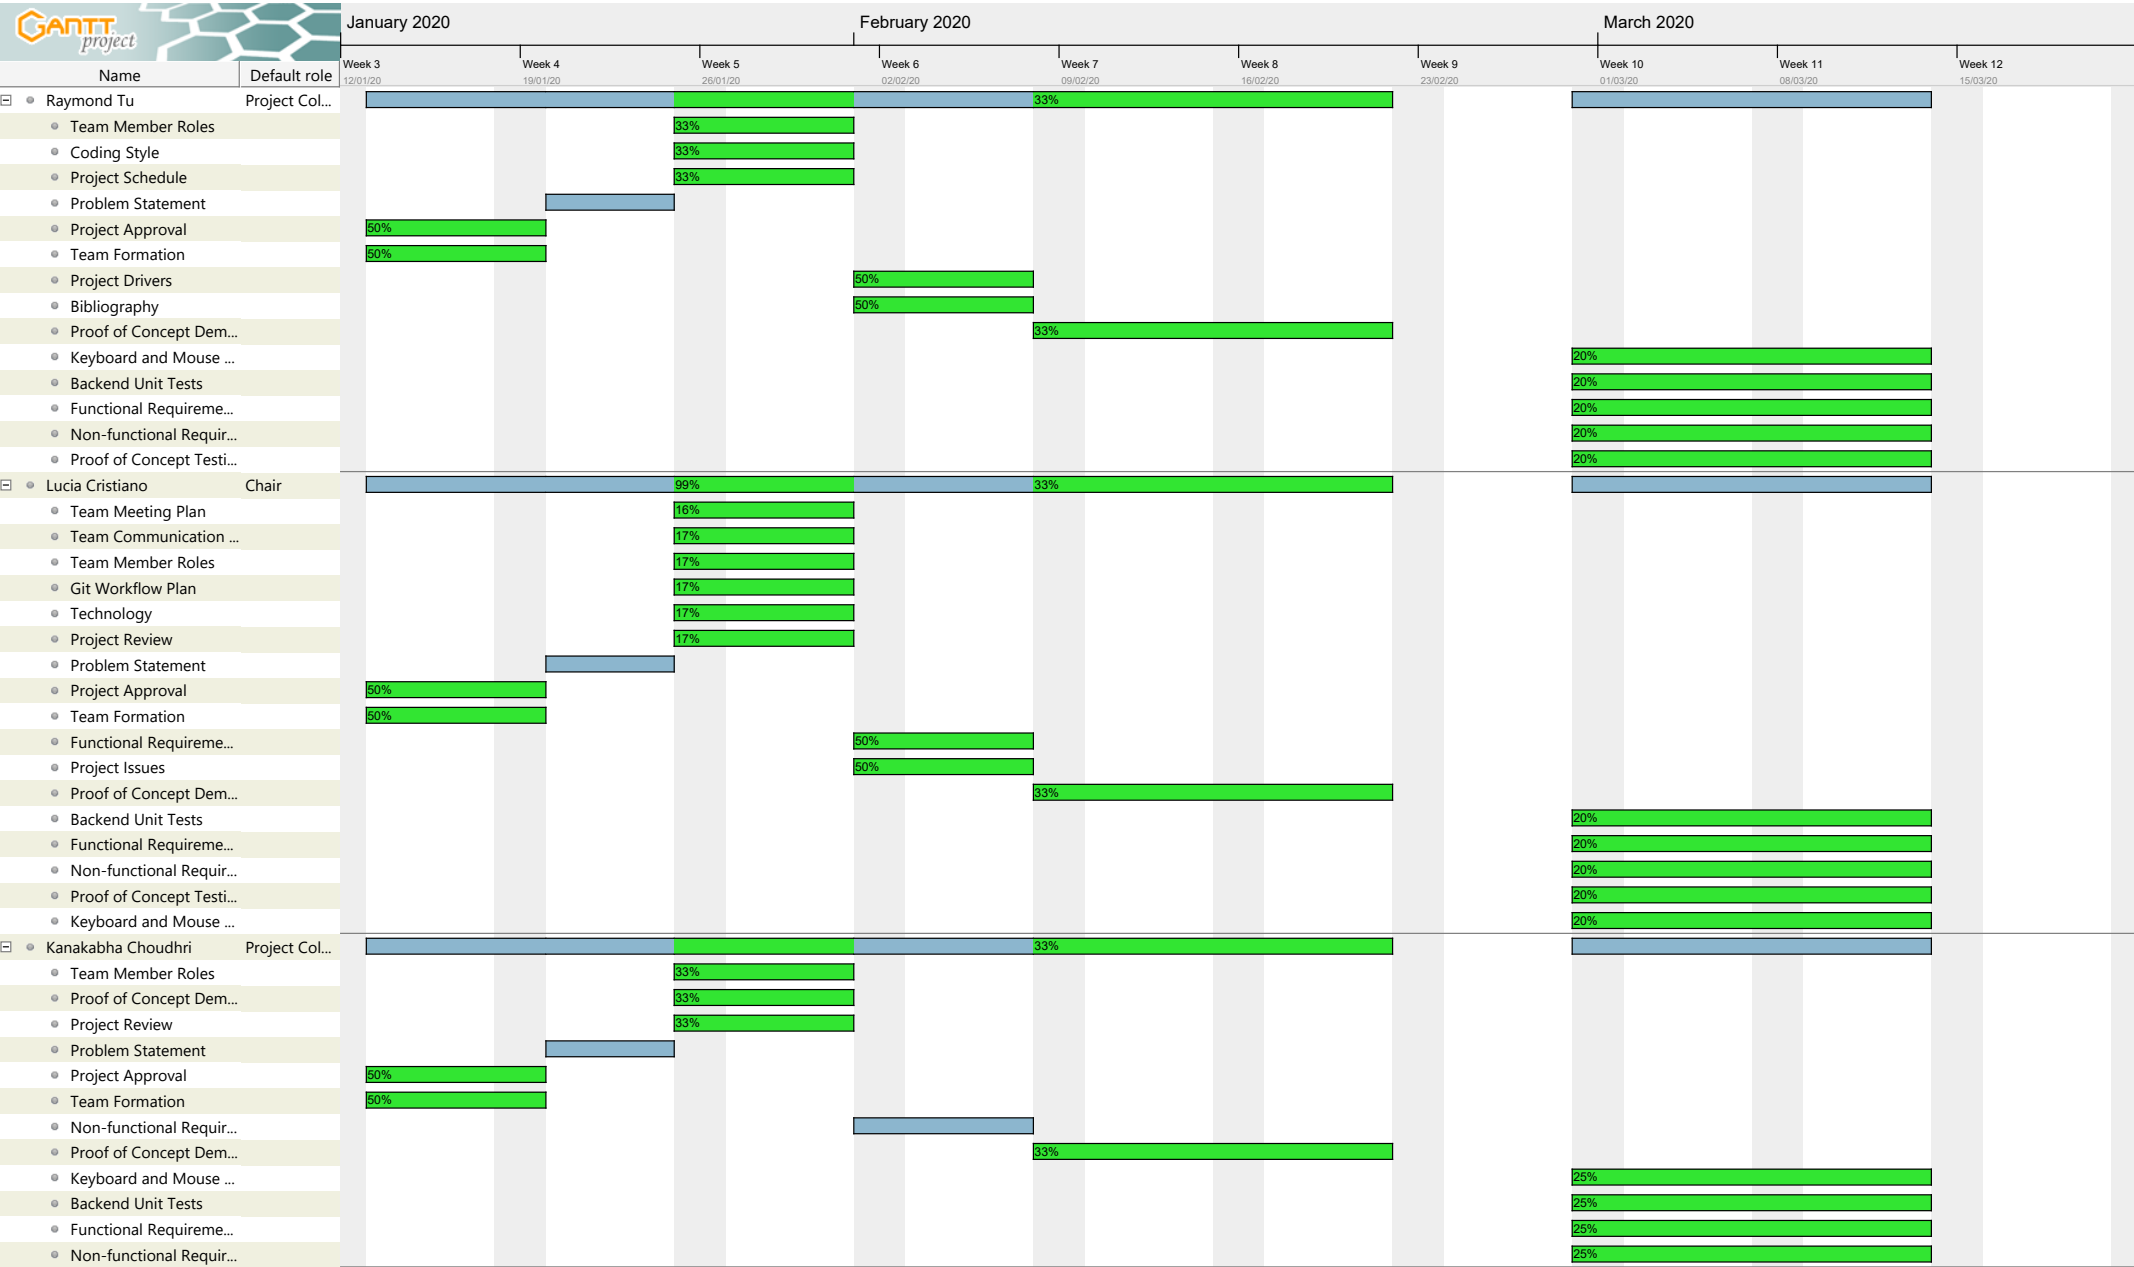 GANTT
project
January 2020 February 2020 March 2020
Week 3 Week 4 Week 5 Week 6 Week 7 Week 8 Week 9 Week 10 Week 11 Week 12
12/01/20 19/01/20 26/01/20 02/02/20 09/02/20 16/02/20 23/02/20 01/03/20 08/03/20 15/03/20
Name Default role
Raymond Tu Project Col... 33%
Team Member Roles 33%
Coding Style 33%
Project Schedule 33%
Problem Statement
Project Approval 50%
Team Formation 50%
Project Drivers 50%
Bibliography 50%
Proof of Concept Dem... 33%
Keyboard and Mouse ... 20%
Backend Unit Tests 20%
Functional Requireme... 20%
Non-functional Requir... 20%
Proof of Concept Testi... 20%
Lucia Cristiano Chair 99% 33%
Team Meeting Plan 16%
Team Communication ... 17%
Team Member Roles 17%
Git Workflow Plan 17%
Technology 17%
Project Review 17%
Problem Statement
Project Approval 50%
Team Formation 50%
Functional Requireme... 50%
Project Issues 50%
Proof of Concept Dem... 33%
Backend Unit Tests 20%
Functional Requireme... 20%
Non-functional Requir... 20%
Proof of Concept Testi... 20%
Keyboard and Mouse ... 20%
Kanakabha Choudhri Project Col... 33%
Team Member Roles 33%
Proof of Concept Dem... 33%
Project Review 33%
Problem Statement
Project Approval 50%
Team Formation 50%
Non-functional Requir...
Proof of Concept Dem... 33%
Keyboard and Mouse ... 25%
Backend Unit Tests 25%
Functional Requireme... 25%
Non-functional Requir... 25%